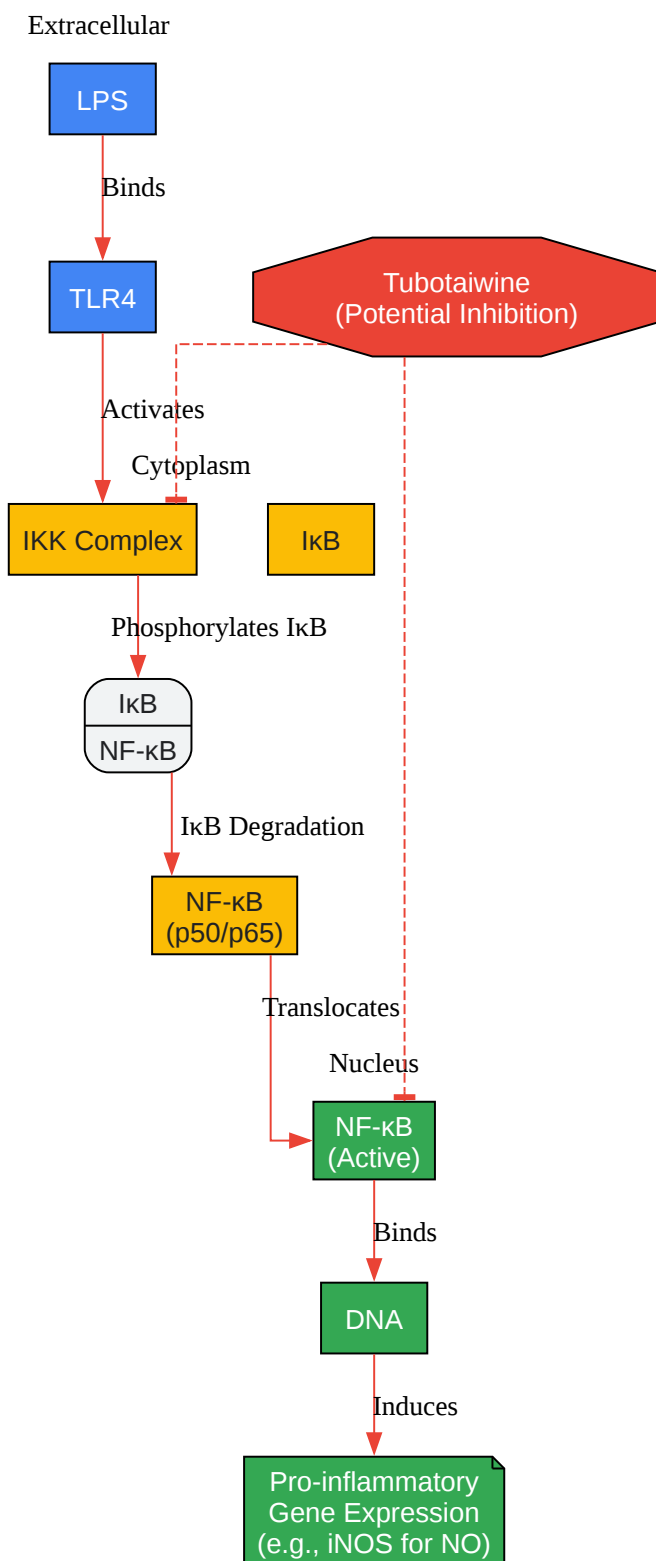 Extracellular
LPS
Binds
TLR4
Tubotaiwine
(Potential Inhibition)
Activates
Cytoplasm
IKK Complex
IκB
Phosphorylates IκB
IκB
NF-κB
IκB Degradation
NF-κB
(p50/p65)
Translocates
Nucleus
NF-κB
(Active)
Binds
DNA
Induces
Pro-inflammatory
Gene Expression
(e.g., iNOS for NO)